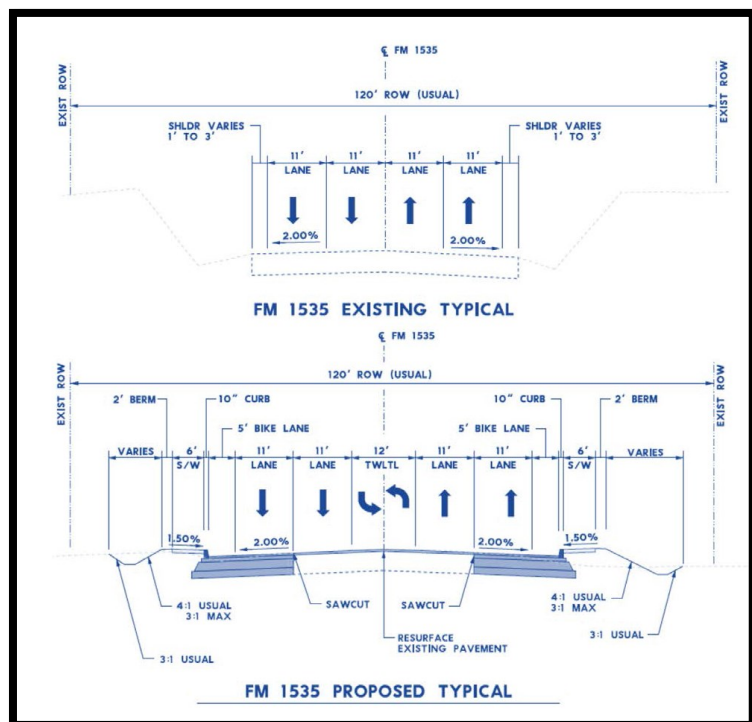 ℄ FM 1535
EXIST ROW
EXIST ROW
120' ROW (USUAL)
SHLDR VARIES
1' TO 3'
SHLDR VARIES
1' TO 3'
11'
LANE
11'
LANE
11'
LANE
11'
LANE
2.00%
2.00%
FM 1535 EXISTING TYPICAL
℄ FM 1535
EXIST ROW
EXIST ROW
120' ROW (USUAL)
2' BERM
10" CURB
10" CURB
2' BERM
5' BIKE LANE
5' BIKE LANE
VARIES
6'
S/W
11'
LANE
11'
LANE
12'
TWLTL
11'
LANE
11'
LANE
6'
S/W
VARIES
1.50%
2.00%
2.00%
1.50%
4:1 USUAL
3:1 MAX
SAWCUT
SAWCUT
4:1 USUAL
3:1 MAX
3:1 USUAL
RESURFACE
EXISTING PAVEMENT
3:1 USUAL
FM 1535 PROPOSED TYPICAL